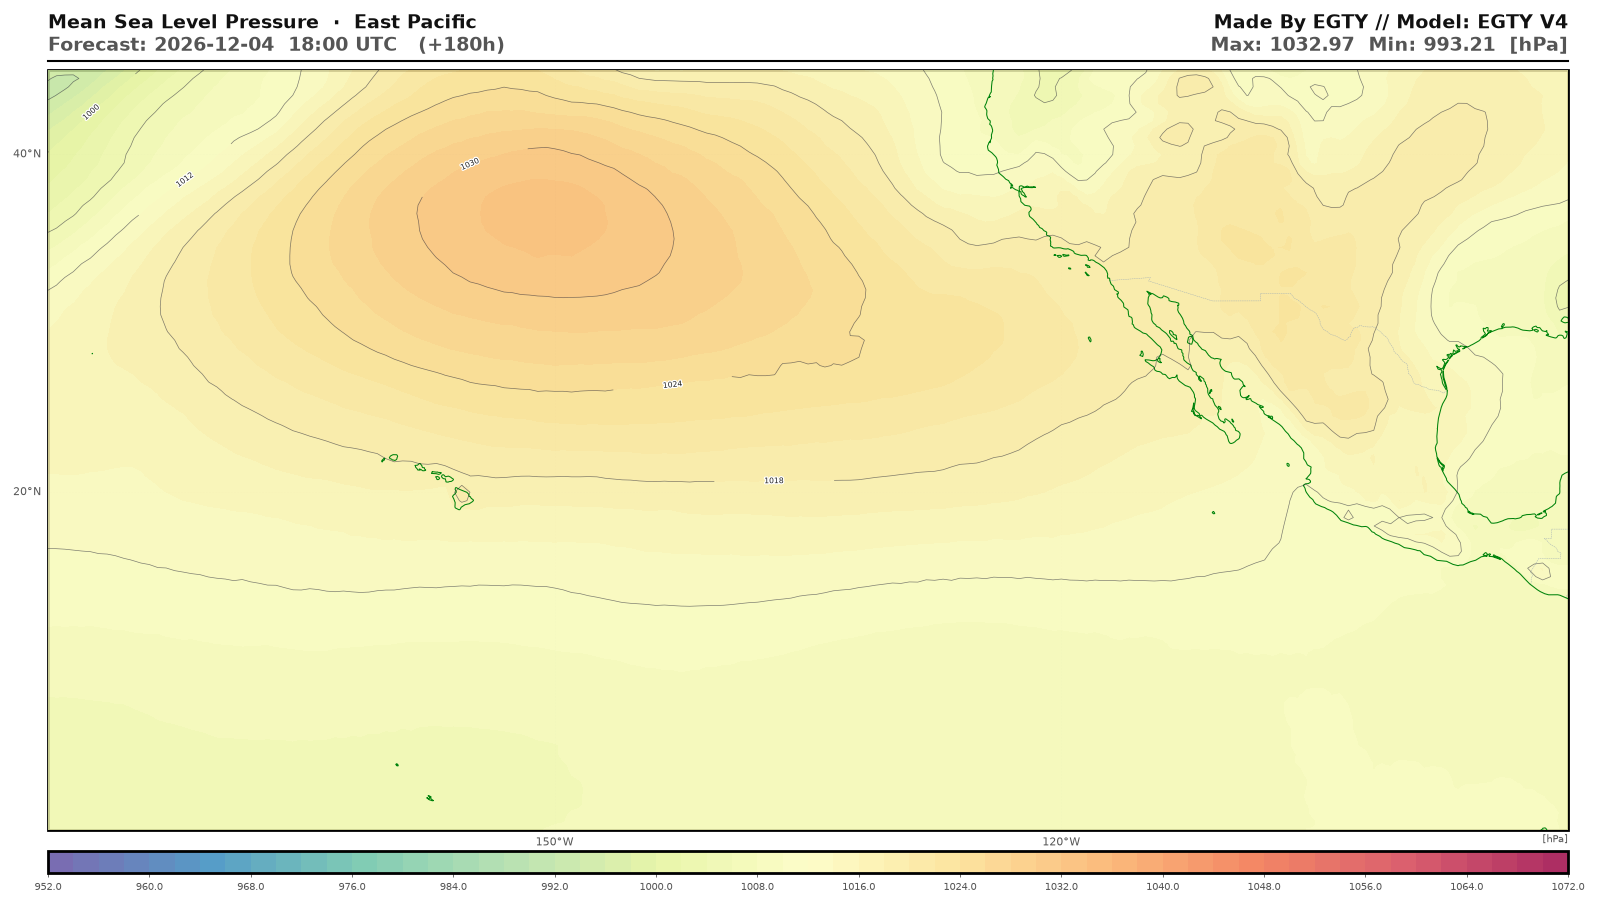 Mean Sea Level Pressure · East Pacific
Made By EGTY // Model: EGTY V4
Forecast: 2026-12-04 18:00 UTC (+180h)
Max: 1032.97 Min: 993.21 [hPa]
1000
40°N
1030
1012
1024
1018
20°N
150°W
120°W
[hPa]
952.0
960.0
968.0
976.0
984.0
992.0
1000.0
1008.0
1016.0
1024.0
1032.0
1040.0
1048.0
1056.0
1064.0
1072.0